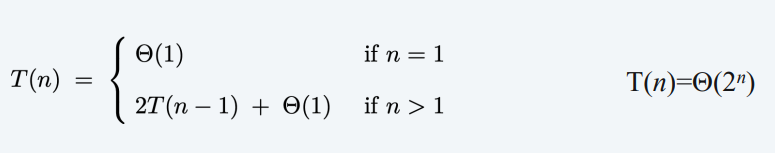 Θ(1) if n = 1
T(n) = {
2T(n − 1) + Θ(1) if n > 1
T(n)=Θ(2ⁿ)